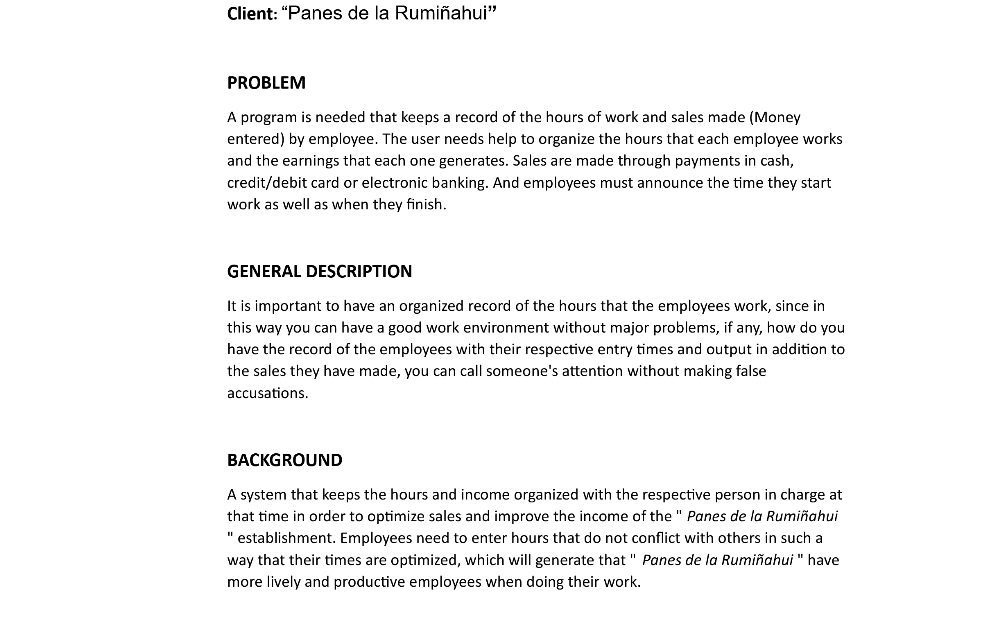 Client: “Panes de la Rumiñahui”
PROBLEM
A program is needed that keeps a record of the hours of work and sales made (Money
entered) by employee. The user needs help to organize the hours that each employee works
and the earnings that each one generates. Sales are made through payments in cash,
credit/debit card or electronic banking. And employees must announce the time they start
work as well as when they finish.
GENERAL DESCRIPTION
It is important to have an organized record of the hours that the employees work, since in
this way you can have a good work environment without major problems, if any, how do you
have the record of the employees with their respective entry times and output in addition to
the sales they have made, you can call someone's attention without making false
accusations.
BACKGROUND
A system that keeps the hours and income organized with the respective person in charge at
that time in order to optimize sales and improve the income of the " Panes de la Rumiñahui
" establishment. Employees need to enter hours that do not conflict with others in such a
way that their times are optimized, which will generate that " Panes de la Rumiñahui " have
more lively and productive employees when doing their work.